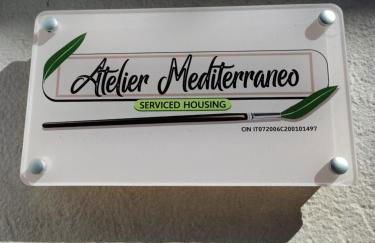 Atelier Mediterraneo
SERVICED HOUSING
CIN IT072006C200101497